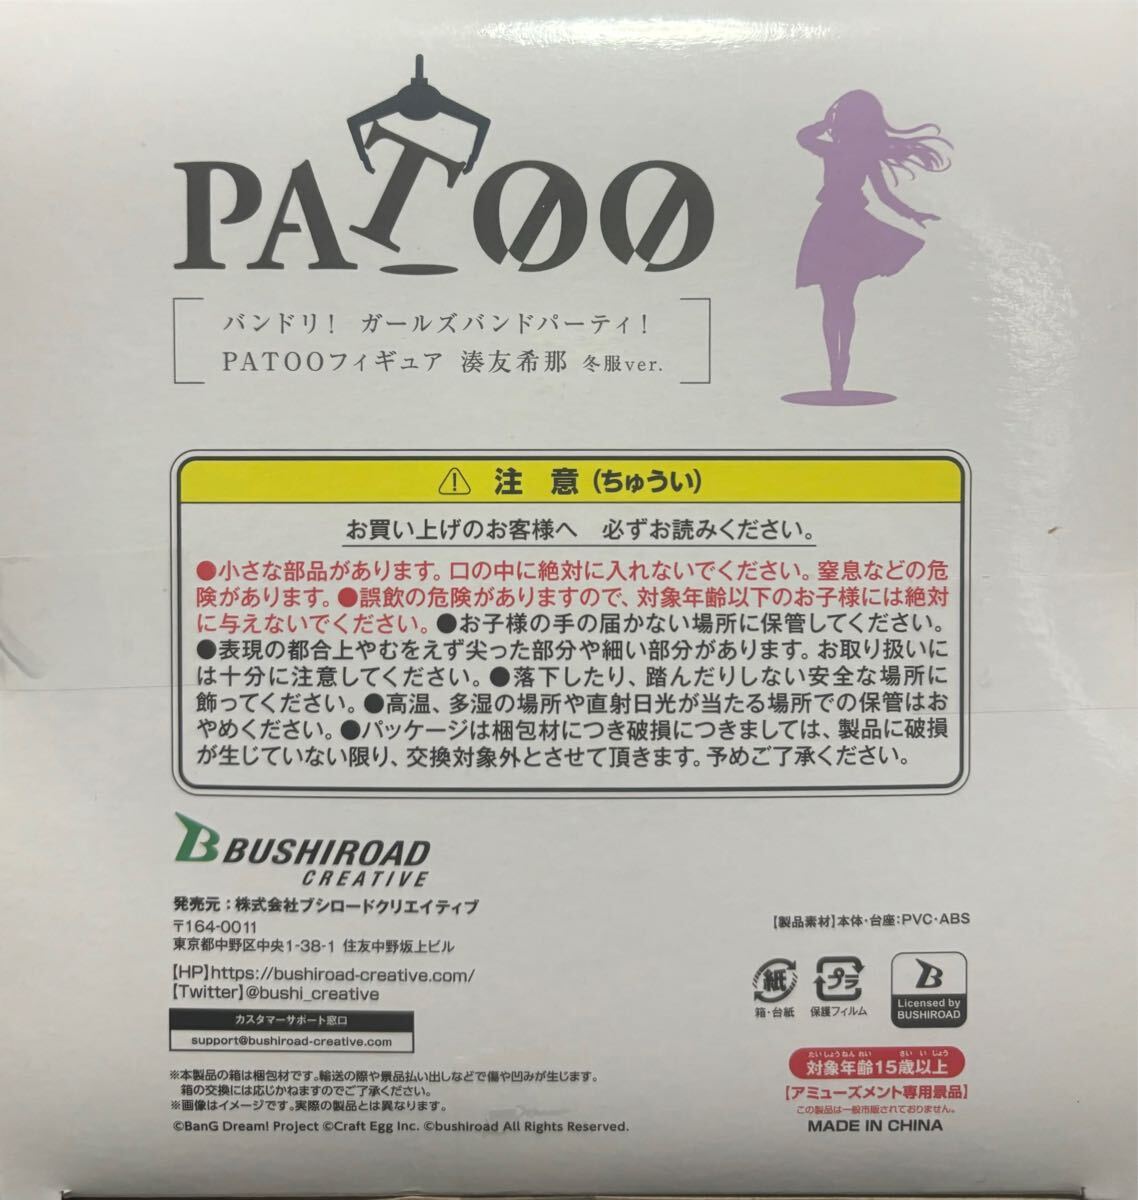 PATOO
バンドリ！ ガールズバンドパーティ！
PATOOフィギュア 湊友希那 冬服ver.
注 意(ちゅうい)
お買い上げのお客様へ 必ずお読みください。
●小さな部品があります。口の中に絶対に入れないでください。窒息などの危
険があります。●誤飲の危険がありますので、対象年齢以下のお子様には絶対
に与えないでください。●お子様の手の届かない場所に保管してください。
●表現の都合上やむをえず尖った部分や細い部分があります。お取り扱いに
は十分に注意してください。●落下したり、踏んだりしない安全な場所に
飾ってください。●高温、多湿の場所や直射日光が当たる場所での保管はお
やめください。●パッケージは梱包材につき破損につきましては、製品に破損
が生じていない限り、交換対象外とさせて頂きます。予めご了承ください。
B BUSHIROAD
CREATIVE
発売元：株式会社ブシロードクリエイティブ
〒164-0011
東京都中野区中央1-38-1 住友中野坂上ビル
【HP】https://bushiroad-creative.com/
【Twitter】@bushi_creative
カスタマーサポート窓口
support@bushiroad-creative.com
※本製品の箱は梱包材です。輸送の際や景品払い出しなどで傷や凹みが生じます。
箱の交換には応じかねますのでご了承ください。
※画像はイメージです。実際の製品とは異なります。
©BanG Dream! Project ©Craft Egg Inc. ©bushiroad All Rights Reserved.
【製品素材】本体・台座：PVC・ABS
紙
箱・台紙
プラ
保護フィルム
B
Licensed by
BUSHIROAD
たいしょうねんれい さいいじょう
対象年齢15歳以上
【アミューズメント専用景品】
この製品は一般市販されておりません。
MADE IN CHINA